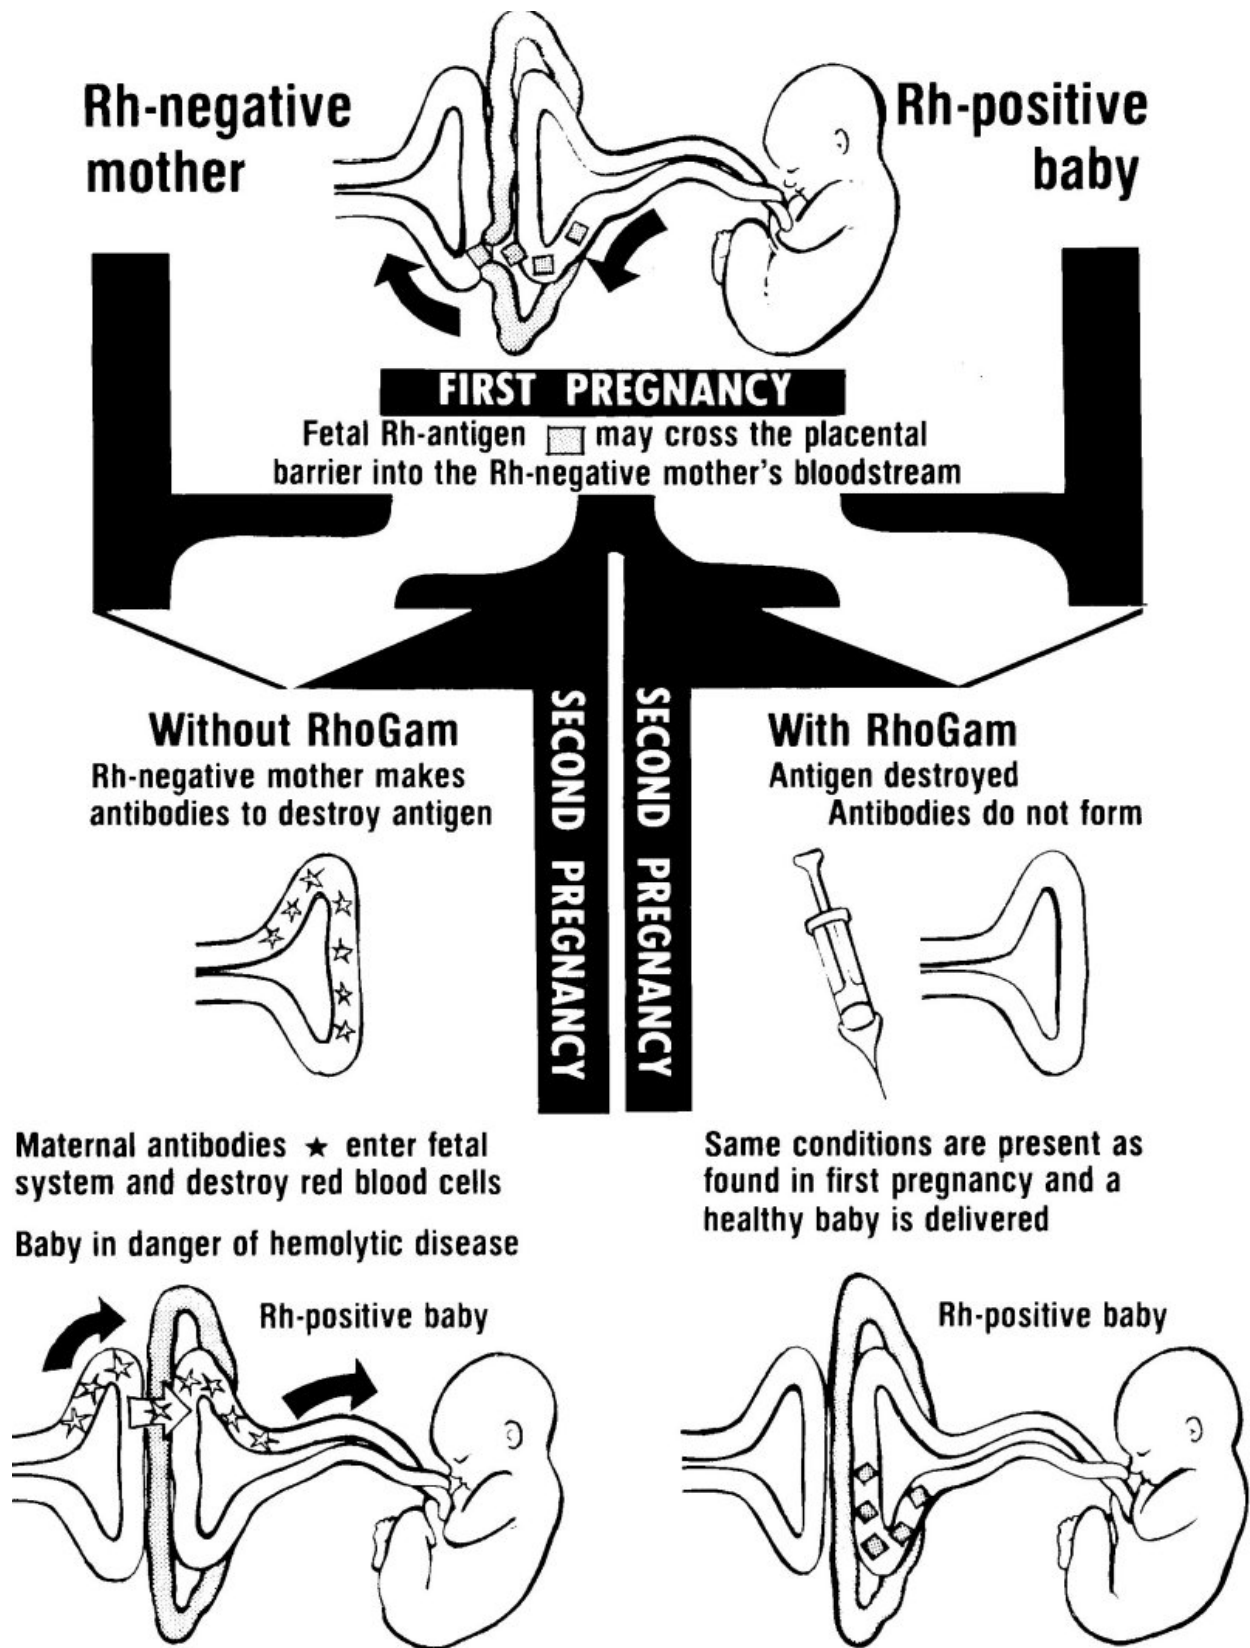 Rh-negative
mother
Rh-positive
baby
FIRST PREGNANCY
Fetal Rh-antigen may cross the placental
barrier into the Rh-negative mother's bloodstream
SECOND PREGNANCY
SECOND PREGNANCY
Without RhoGam
Rh-negative mother makes
antibodies to destroy antigen
With RhoGam
Antigen destroyed
Antibodies do not form
Maternal antibodies ★ enter fetal
system and destroy red blood cells
Baby in danger of hemolytic disease
Rh-positive baby
Same conditions are present as
found in first pregnancy and a
healthy baby is delivered
Rh-positive baby